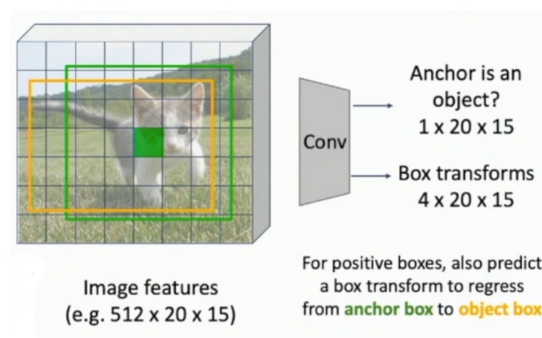 Anchor is an
object?
1 x 20 x 15
Conv
Box transforms
4 x 20 x 15
Image features
(e.g. 512 x 20 x 15)
For positive boxes, also predict
a box transform to regress
from anchor box to object box